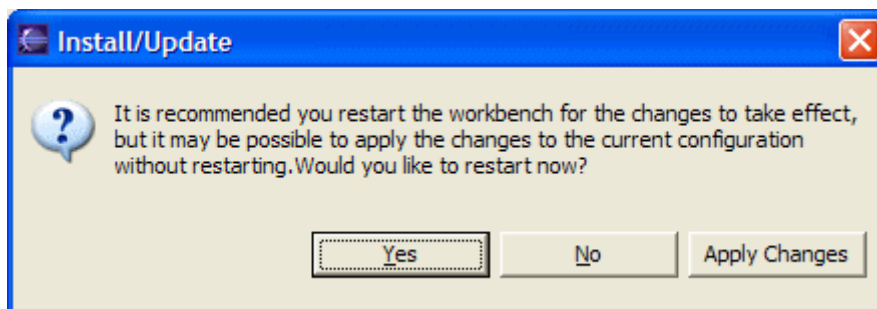 Install/Update
It is recommended you restart the workbench for the changes to take effect,
but it may be possible to apply the changes to the current configuration
without restarting.Would you like to restart now?
Yes
No
Apply Changes